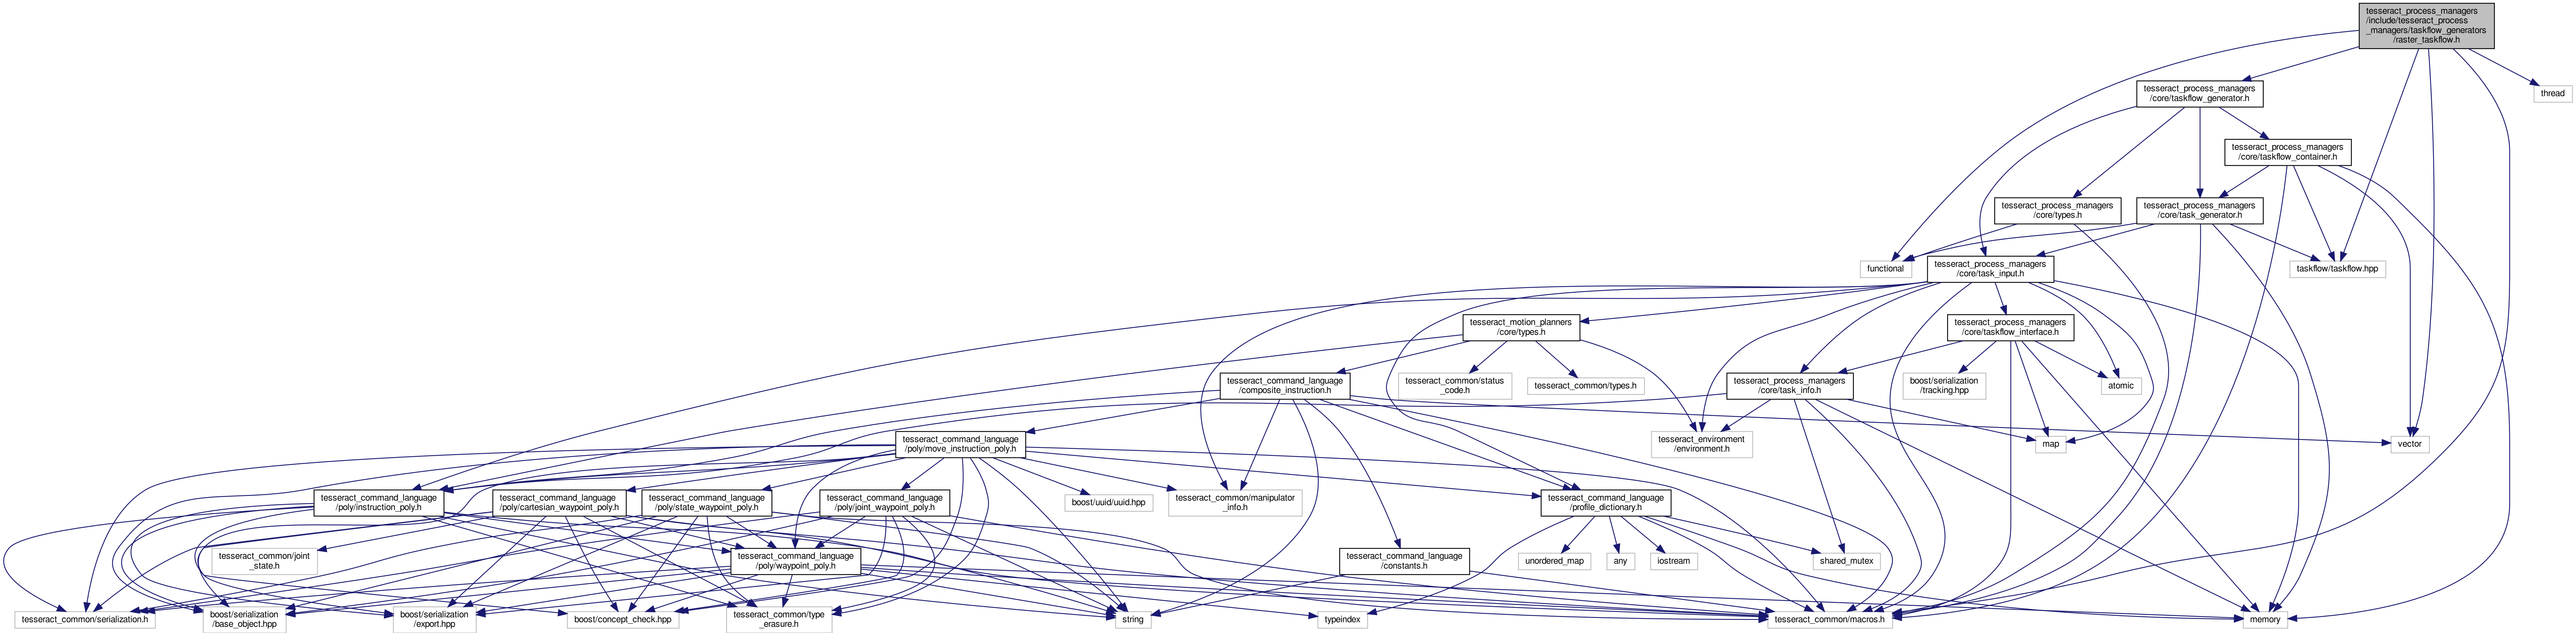 tesseract_process_managers
/include/tesseract_process
_managers/taskflow_generators
/raster_taskflow.h
tesseract_process_managers
/core/taskflow_generator.h
thread
tesseract_process_managers
/core/taskflow_container.h
tesseract_process_managers
/core/types.h
tesseract_process_managers
/core/task_generator.h
functional
tesseract_process_managers
/core/task_input.h
taskflow/taskflow.hpp
tesseract_motion_planners
/core/types.h
tesseract_process_managers
/core/taskflow_interface.h
tesseract_command_language
/composite_instruction.h
tesseract_common/status
_code.h
tesseract_common/types.h
tesseract_process_managers
/core/task_info.h
boost/serialization
/tracking.hpp
atomic
tesseract_command_language
/poly/move_instruction_poly.h
tesseract_environment
/environment.h
map
vector
tesseract_command_language
/poly/instruction_poly.h
tesseract_command_language
/poly/cartesian_waypoint_poly.h
tesseract_command_language
/poly/state_waypoint_poly.h
tesseract_command_language
/poly/joint_waypoint_poly.h
boost/uuid/uuid.hpp
tesseract_common/manipulator
_info.h
tesseract_command_language
/profile_dictionary.h
tesseract_common/joint
_state.h
tesseract_command_language
/poly/waypoint_poly.h
tesseract_command_language
/constants.h
unordered_map
any
iostream
shared_mutex
tesseract_common/serialization.h
boost/serialization
/base_object.hpp
boost/serialization
/export.hpp
boost/concept_check.hpp
tesseract_common/type
_erasure.h
string
typeindex
tesseract_common/macros.h
memory